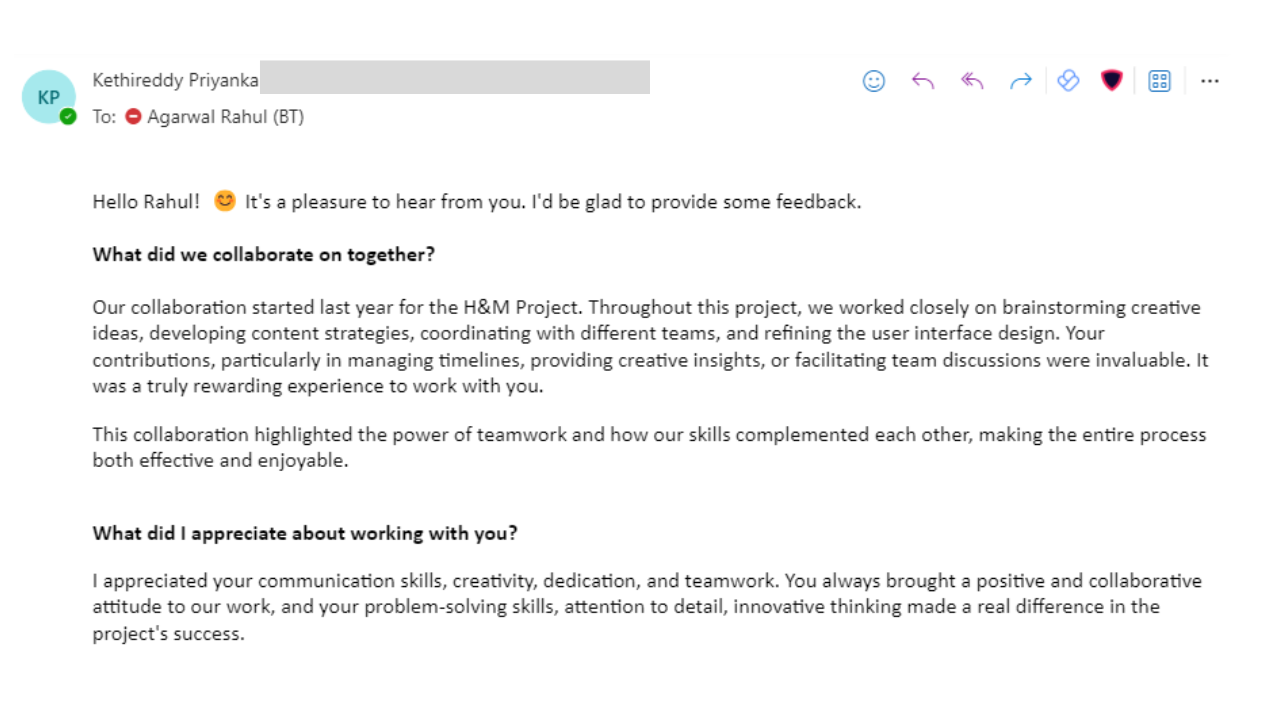 KP
Kethireddy Priyanka
To: Agarwal Rahul (BT)
Hello Rahul! 😊 It's a pleasure to hear from you. I'd be glad to provide some feedback.
What did we collaborate on together?
Our collaboration started last year for the H&M Project. Throughout this project, we worked closely on brainstorming creative
ideas, developing content strategies, coordinating with different teams, and refining the user interface design. Your
contributions, particularly in managing timelines, providing creative insights, or facilitating team discussions were invaluable. It
was a truly rewarding experience to work with you.
This collaboration highlighted the power of teamwork and how our skills complemented each other, making the entire process
both effective and enjoyable.
What did I appreciate about working with you?
I appreciated your communication skills, creativity, dedication, and teamwork. You always brought a positive and collaborative
attitude to our work, and your problem-solving skills, attention to detail, innovative thinking made a real difference in the
project's success.